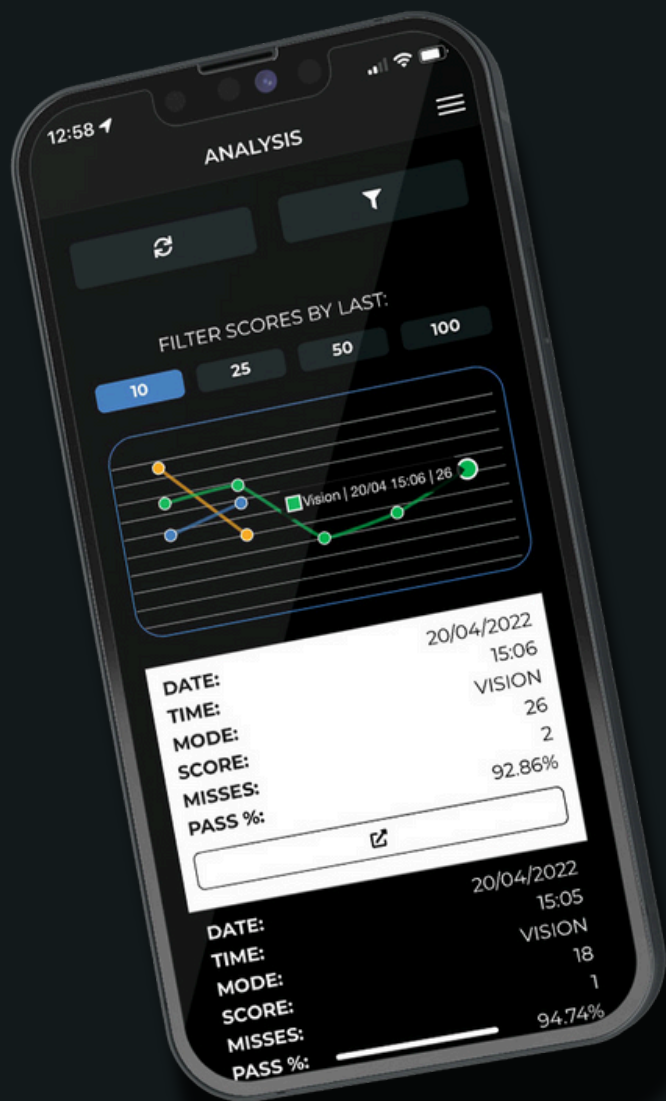 12:58
ANALYSIS
FILTER SCORES BY LAST:
10 25 50 100
Vision | 20/04 15:06 | 26
DATE: 20/04/2022
TIME: 15:06
MODE: VISION
SCORE: 26
MISSES: 2
PASS %: 92.86%
DATE: 20/04/2022
TIME: 15:05
MODE: VISION
SCORE: 18
MISSES: 1
PASS %: 94.74%